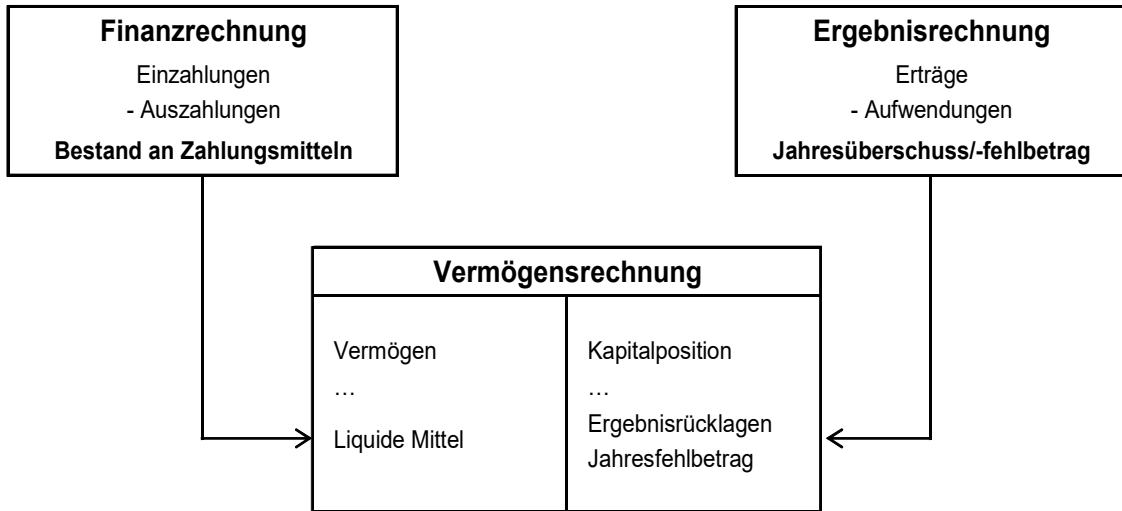 Finanzrechnung
Einzahlungen
- Auszahlungen
Bestand an Zahlungsmitteln
Ergebnisrechnung
Erträge
- Aufwendungen
Jahresüberschuss/-fehlbetrag
Vermögensrechnung
Vermögen
…
Liquide Mittel
Kapitalposition
…
Ergebnisrücklagen
Jahresfehlbetrag